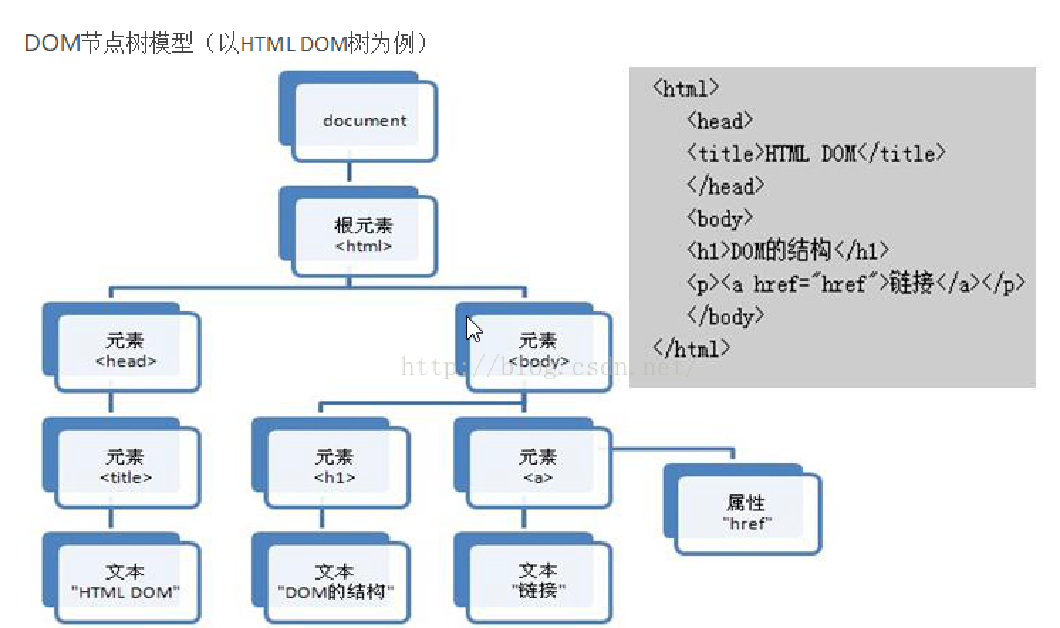 DOM节点树模型（以HTML DOM树为例）
document
根元素
<html>
元素
<head>
元素
<body>
元素
<title>
元素
<h1>
元素
<a>
属性
"href"
文本
"HTML DOM"
文本
"DOM的结构"
文本
"链接"
<html>
<head>
<title>HTML DOM</title>
</head>
<body>
<h1>DOM的结构</h1>
<p><a href="href">链接</a></p>
</body>
</html>
http://blog.csdn.net/